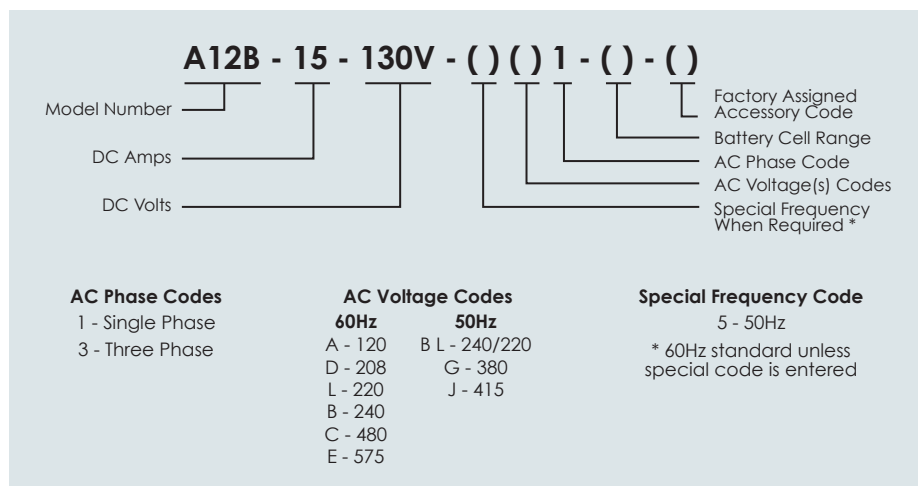 A12B - 15 - 130V - ( ) ( ) 1 - ( ) - ( )
Model Number
DC Amps
DC Volts
Factory Assigned
Accessory Code
Battery Cell Range
AC Phase Code
AC Voltage(s) Codes
Special Frequency
When Required *
AC Phase Codes
1 - Single Phase
3 - Three Phase
AC Voltage Codes
60Hz 50Hz
A - 120 B L - 240/220
D - 208 G - 380
L - 220 J - 415
B - 240
C - 480
E - 575
Special Frequency Code
5 - 50Hz
* 60Hz standard unless
special code is entered